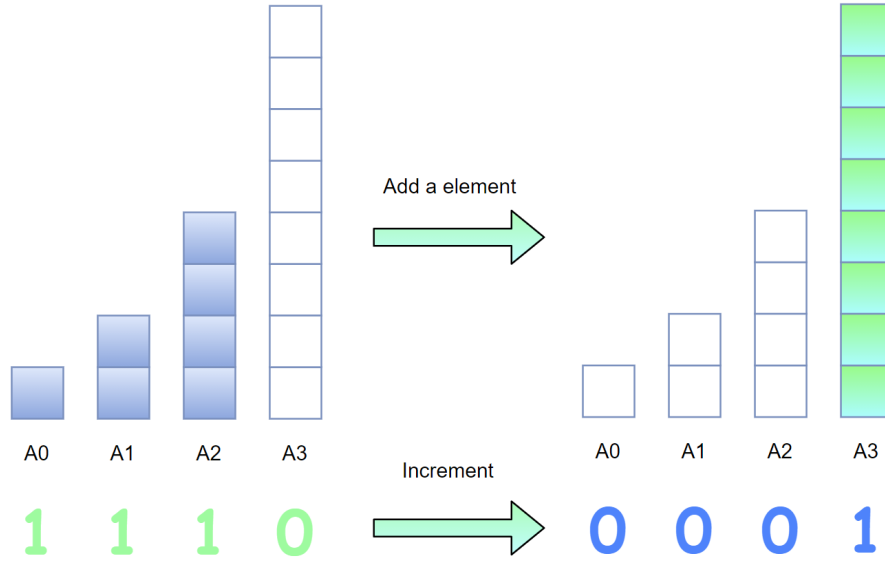 Add a element
A0 A1 A2 A3
A0 A1 A2 A3
Increment
1 1 1 0
0 0 0 1